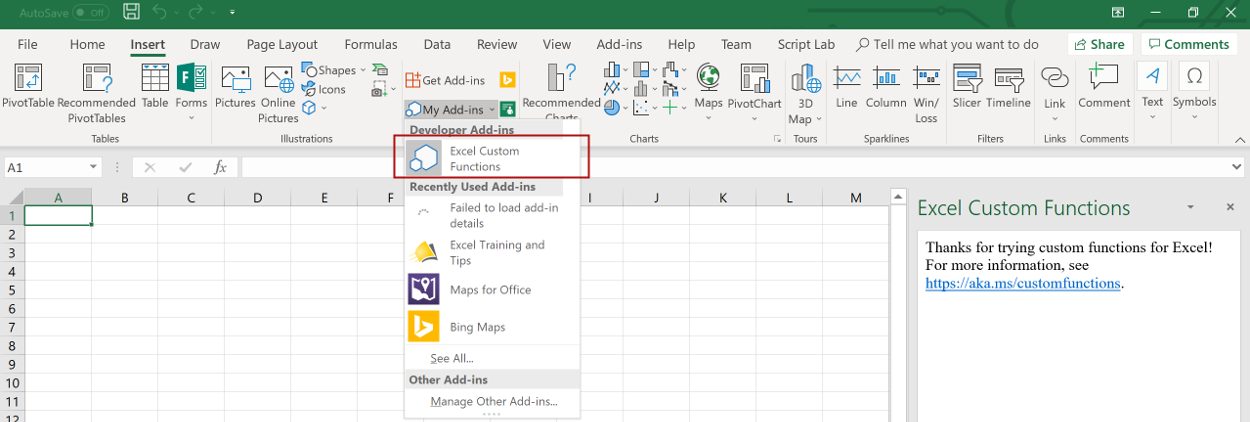 AutoSave Off
File Home Insert Draw Page Layout Formulas Data Review View Add-ins Help Team Script Lab Tell me what you want to do Share Comments
PivotTable Recommended PivotTables Table Forms
Tables
Pictures Online Pictures Shapes Icons
Illustrations
Get Add-ins
My Add-ins
Recommended Charts Maps PivotChart
Charts
3D Map
Tours
Line Column Win/Loss
Sparklines
Slicer Timeline
Filters
Link
Links
Comment
Comments
Text
Symbols
Developer Add-ins
Excel Custom
Functions
Recently Used Add-ins
Failed to load add-in
details
Excel Training and
Tips
Maps for Office
Bing Maps
See All...
Other Add-ins
Manage Other Add-ins...
A1 fx
A B C D E F I J K L M
1
2
3
4
5
6
7
8
9
10
11
12
Excel Custom Functions
Thanks for trying custom functions for Excel!
For more information, see
https://aka.ms/customfunctions.